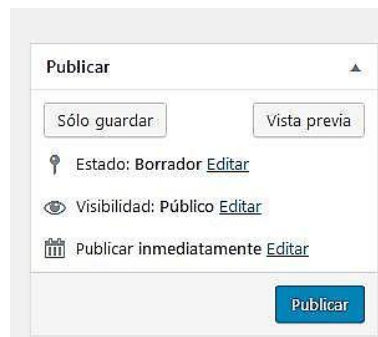 Publicar
Sólo guardar Vista previa
Estado: Borrador Editar
Visibilidad: Público Editar
Publicar inmediatamente Editar
Publicar